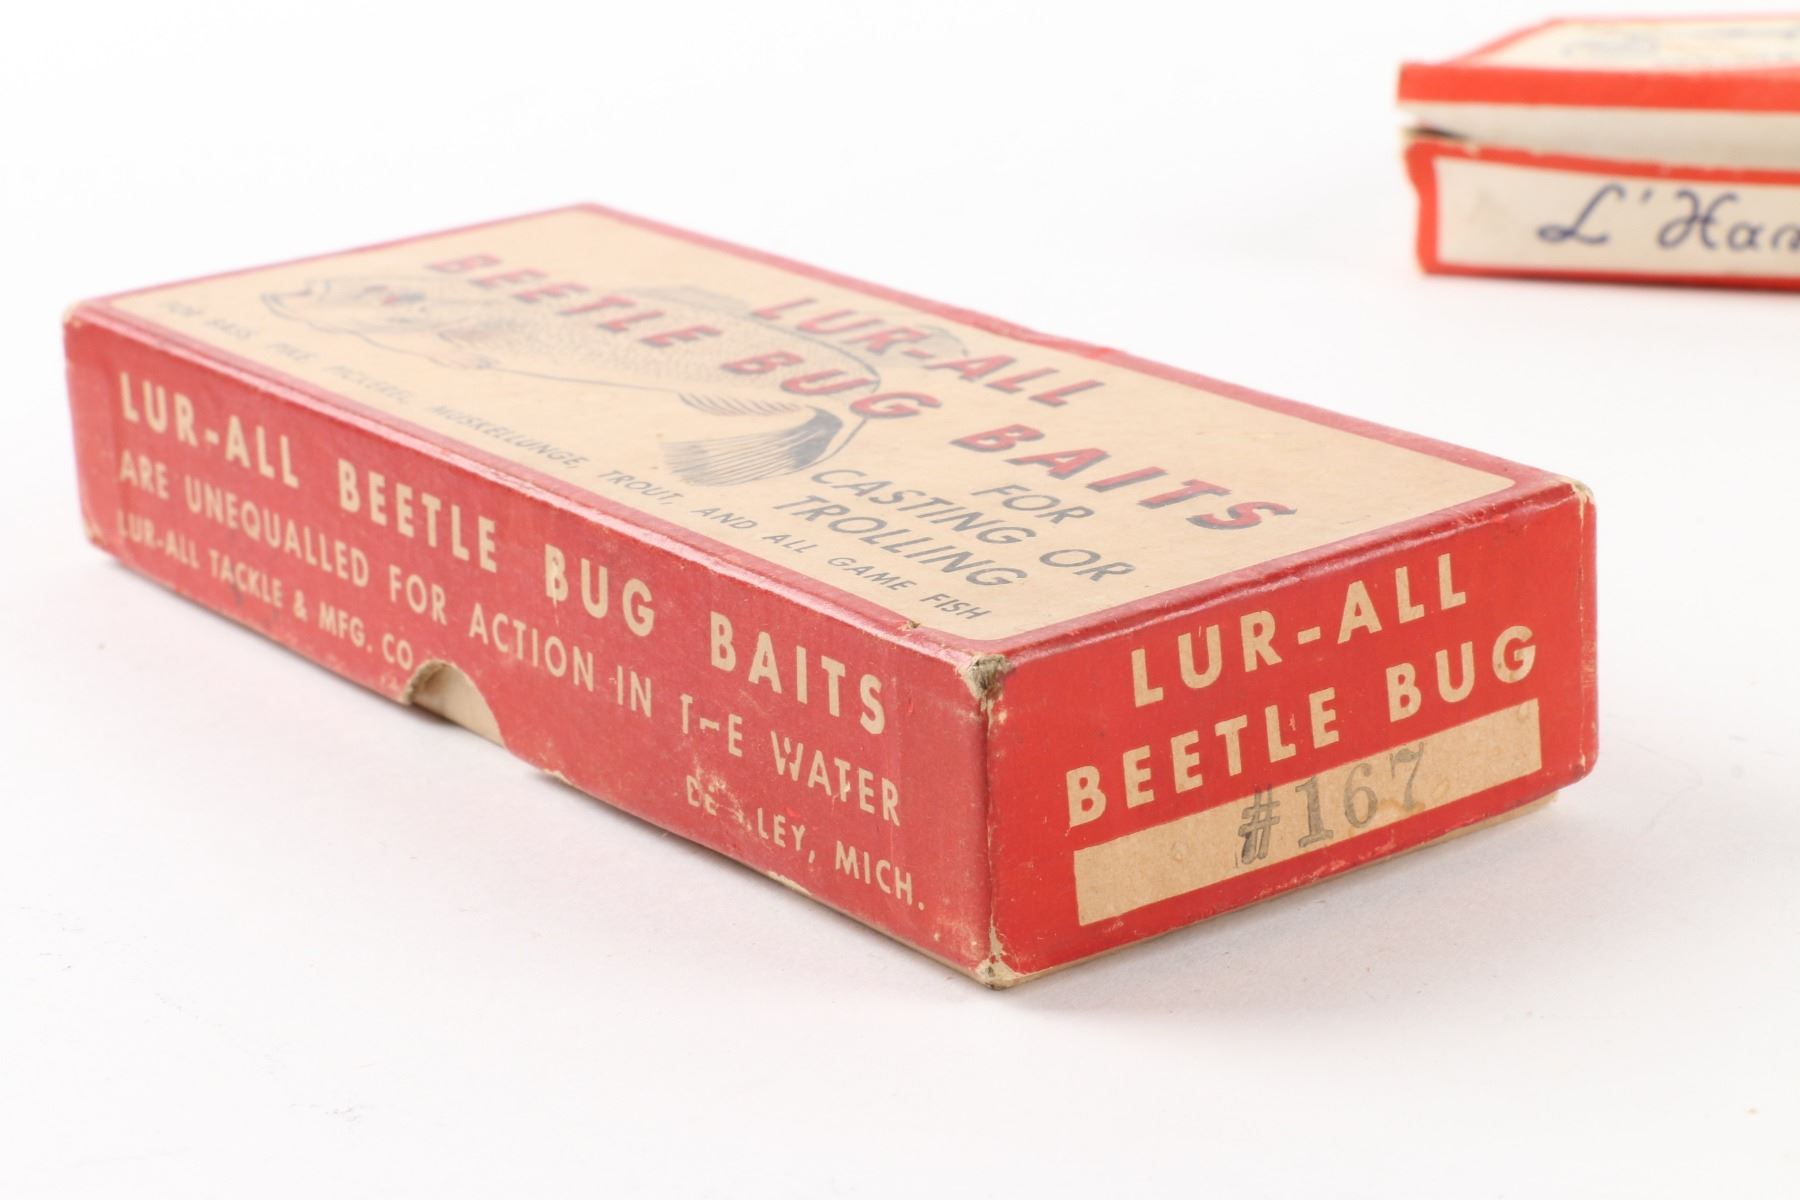 LUR-ALL
BEETLE BUG BAITS
FOR
CASTING OR
TROLLING
FOR BASS, PIKE, PICKEREL, MUSKELLUNGE, TROUT, AND ALL GAME FISH
LUR-ALL BEETLE BUG BAITS
ARE UNEQUALLED FOR ACTION IN THE WATER
LUR-ALL TACKLE & MFG. CO
MICH.
LUR-ALL
BEETLE BUG
#167
L'Han